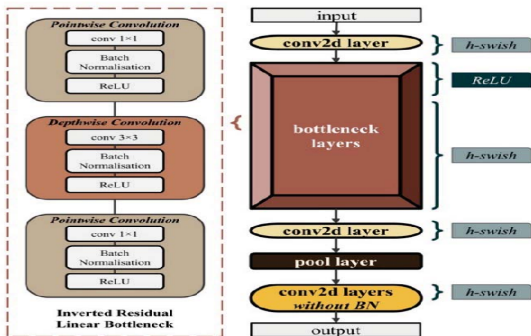 Pointwise Convolution
conv 1×1
Batch
Normalisation
ReLU
Depthwise Convolution
conv 3×3
Batch
Normalisation
ReLU
Pointwise Convolution
conv 1×1
Batch
Normalisation
ReLU
Inverted Residual
Linear Bottleneck
input
conv2d layer
h-swish
ReLU
bottleneck
layers
h-swish
conv2d layer
h-swish
pool layer
conv2d layers
without BN
h-swish
output